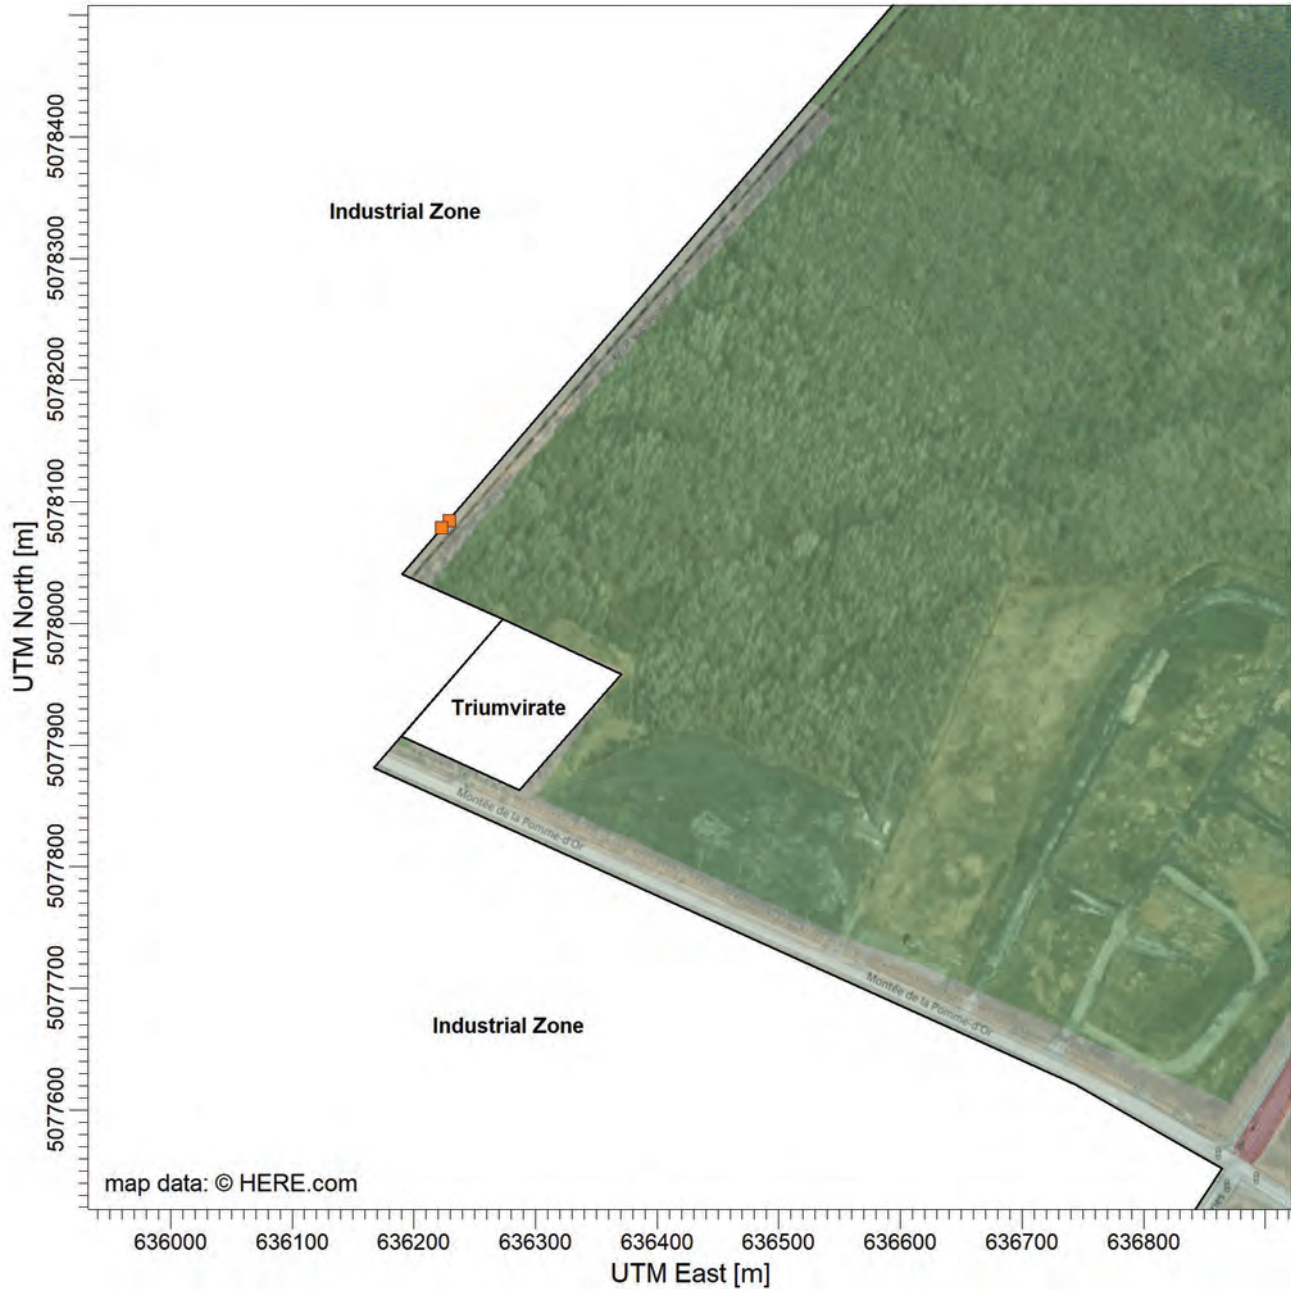 5078400
Industrial Zone
5078300
5078200
5078100
UTM North [m]
5078000
Triumvirate
5077900
Montée de la Pomme-d'Or
5077800
Montée de la Pomme-d'Or
5077700
Industrial Zone
5077600
map data: © HERE.com
636000 636100 636200 636300 636400 636500 636600 636700 636800
UTM East [m]